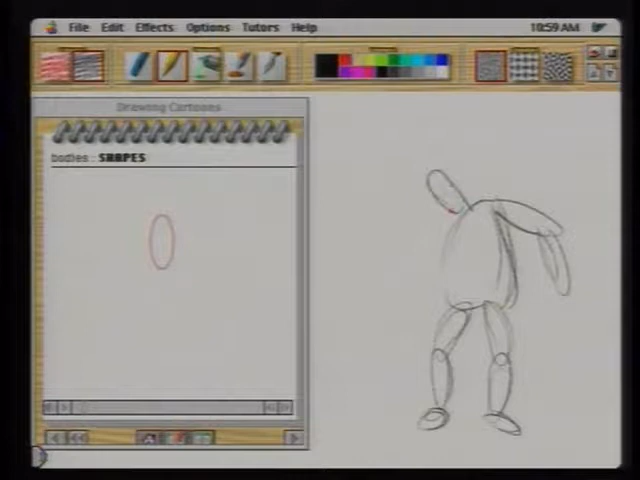 File Edit Effects Options Tutors Help 10:59 AM
Drawing Cartoons
bodies : SHAPES
A